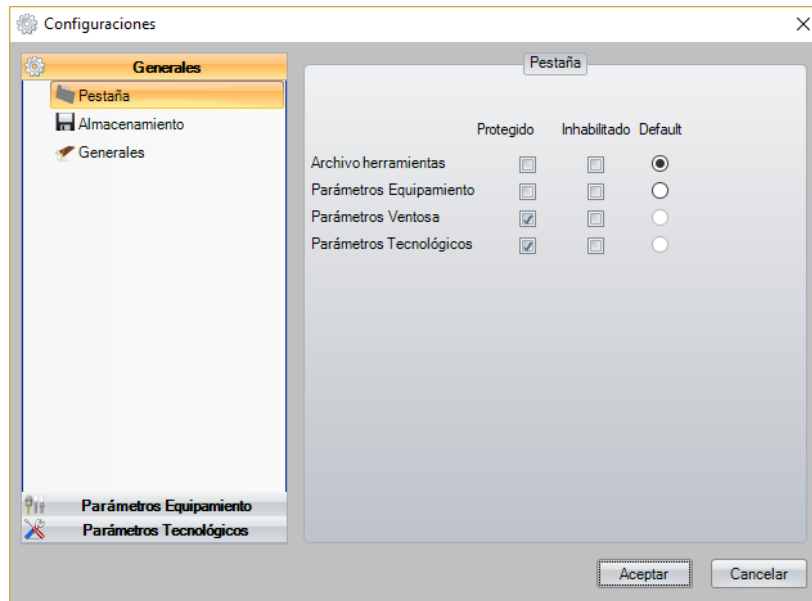 Configuraciones
Generales
Pestaña
Almacenamiento
Generales
Parámetros Equipamiento
Parámetros Tecnológicos
Pestaña
Protegido Inhabilitado Default
Archivo herramientas
Parámetros Equipamiento
Parámetros Ventosa
Parámetros Tecnológicos
Aceptar Cancelar